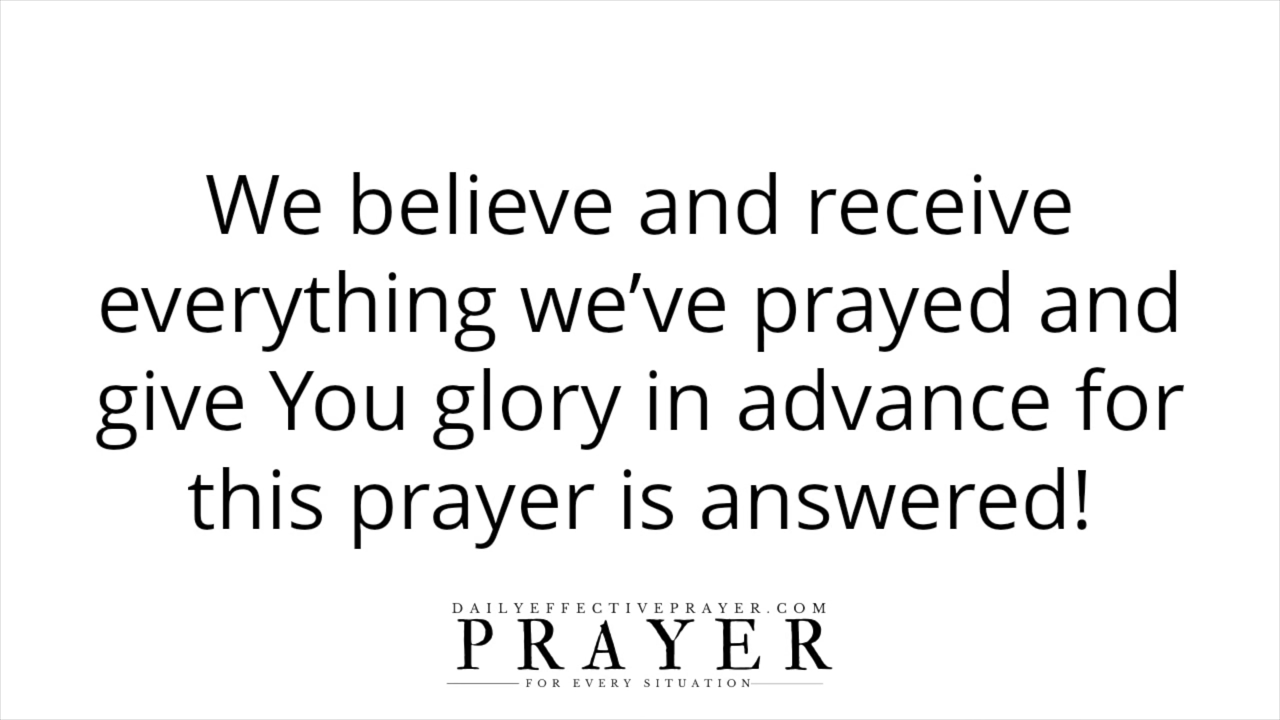 We believe and receive
everything we’ve prayed and
give You glory in advance for
this prayer is answered!
DAILYEFFECTIVEPRAYER.COM
PRAYER
FOR EVERY SITUATION